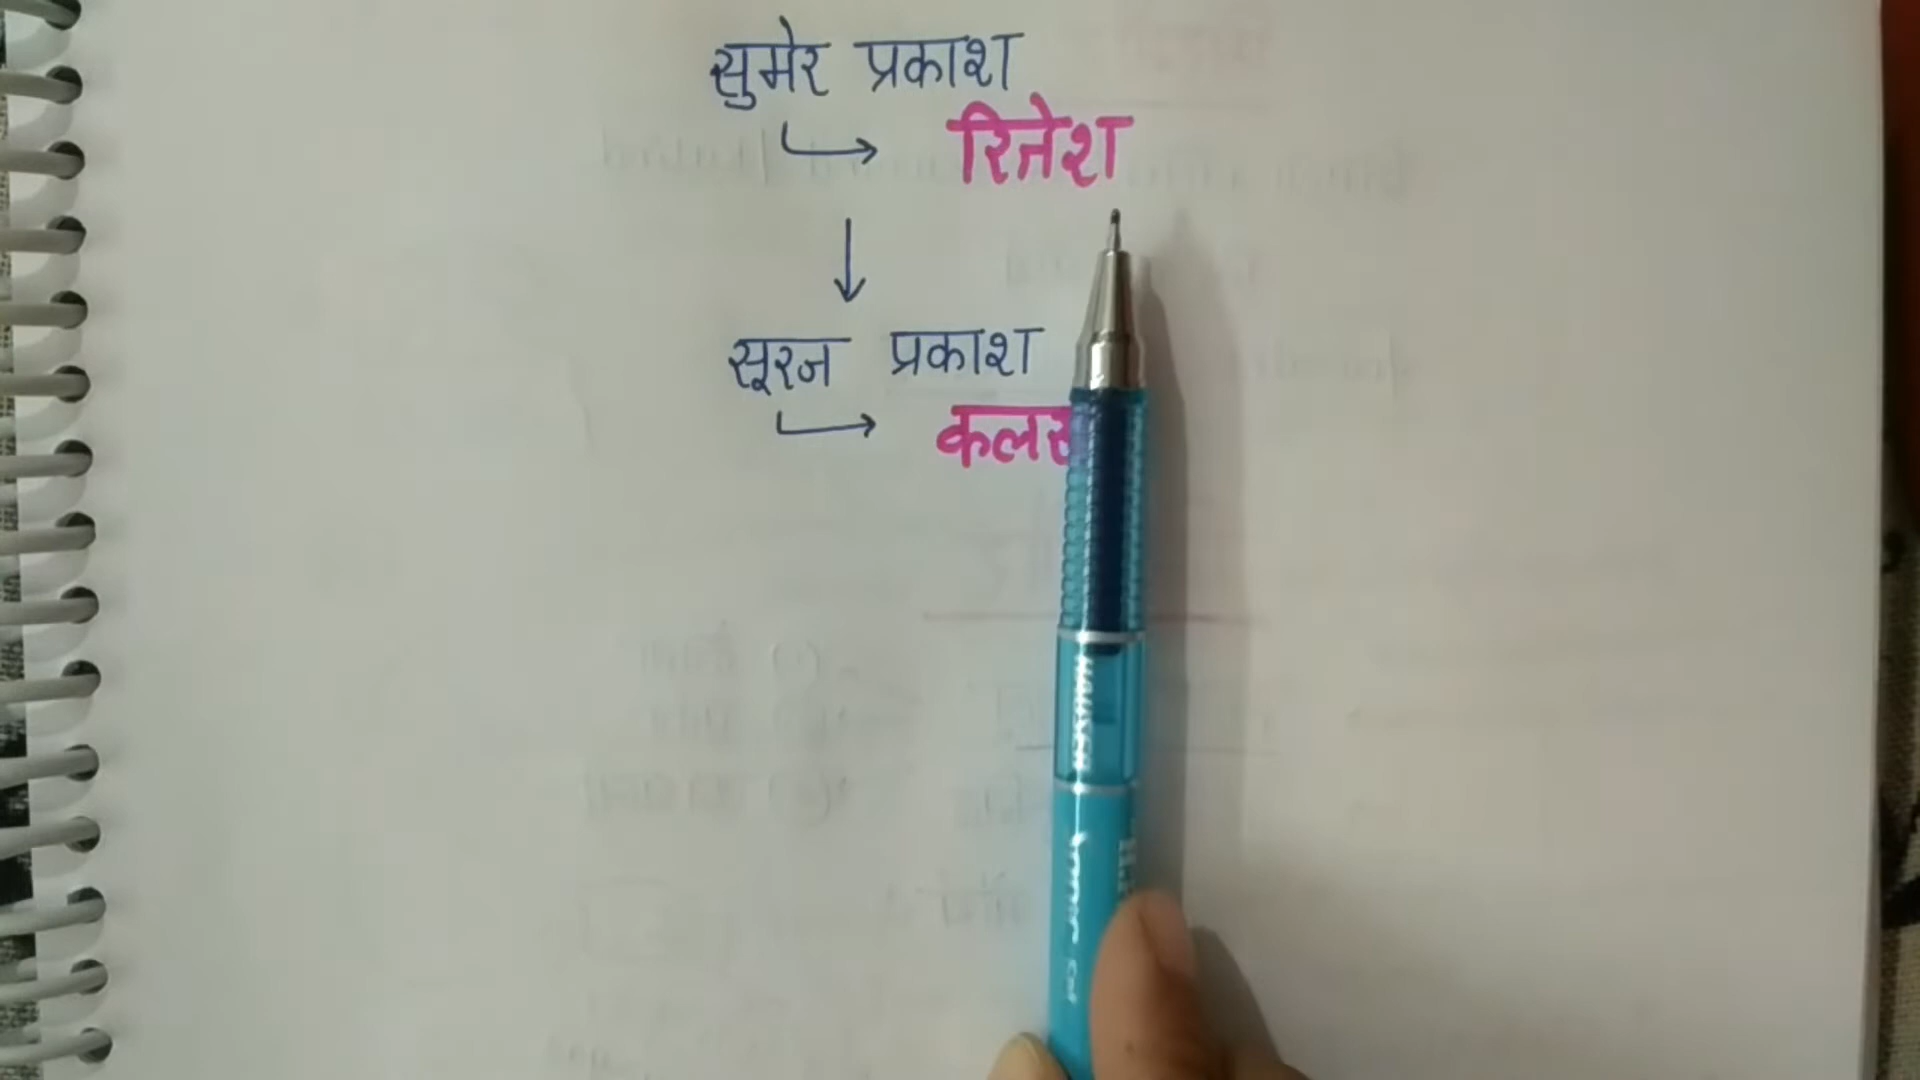 सुमेर प्रकाश
रितेश
सूरज प्रकाश